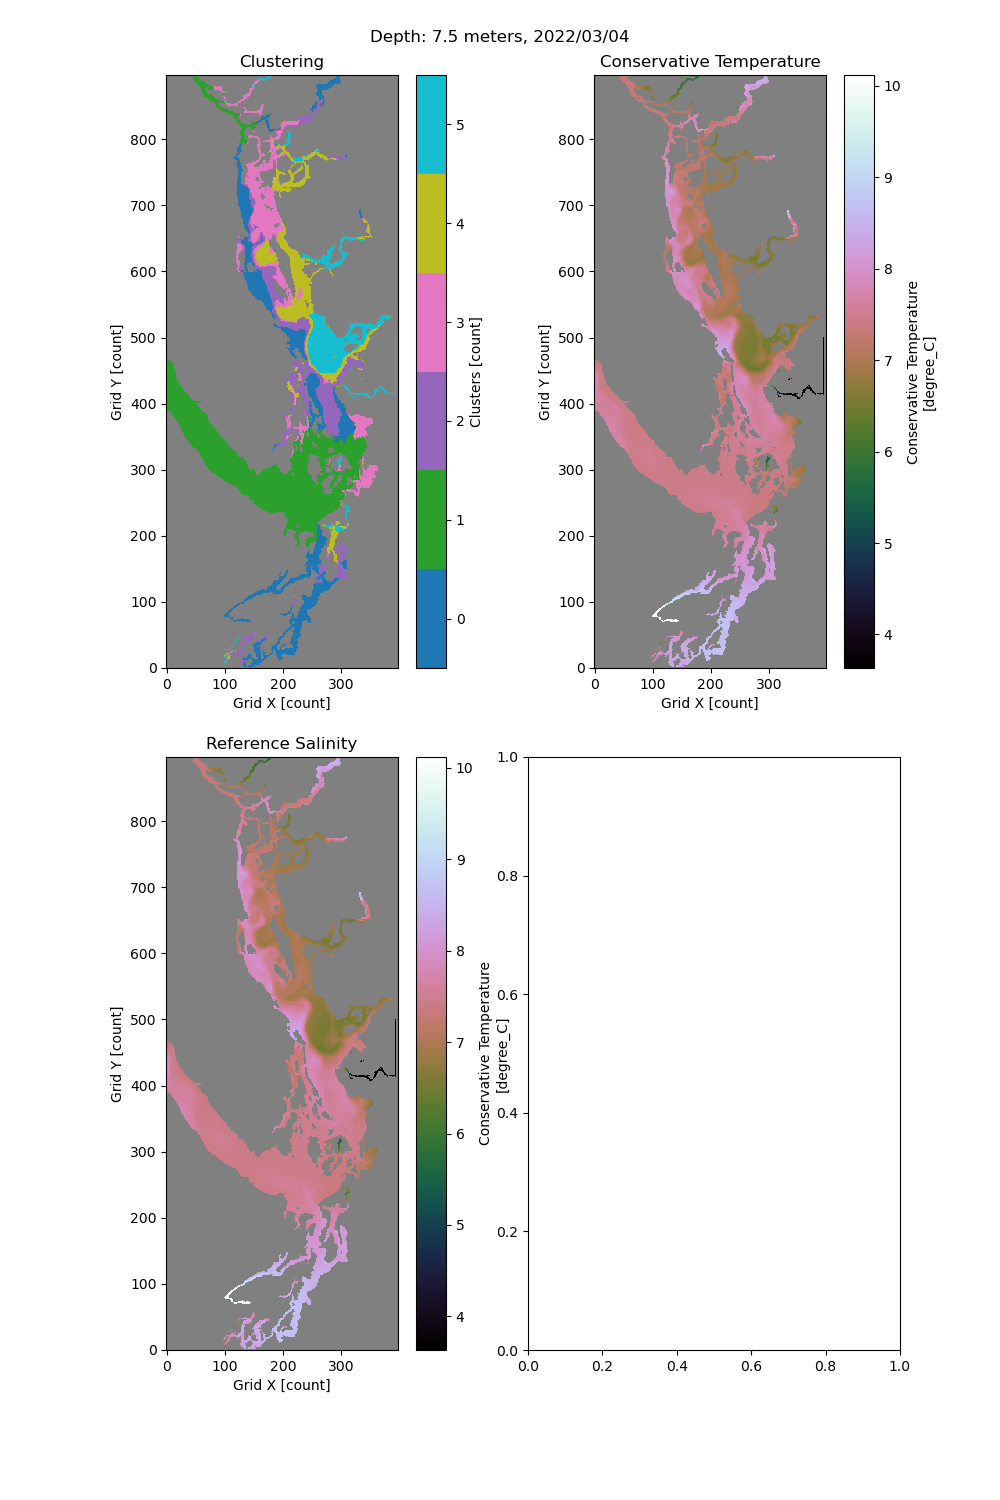 Depth: 7.5 meters, 2022/03/04
Clustering
Grid Y [count]
800
700
600
500
400
300
200
100
0
0 100 200 300
Grid X [count]
5
4
3
2
1
0
Clusters [count]
Conservative Temperature
Grid Y [count]
800
700
600
500
400
300
200
100
0
0 100 200 300
Grid X [count]
10
9
8
7
6
5
4
Conservative Temperature
[degree_C]
Reference Salinity
Grid Y [count]
800
700
600
500
400
300
200
100
0
0 100 200 300
Grid X [count]
10
9
8
7
6
5
4
Conservative Temperature
[degree_C]
1.0
0.8
0.6
0.4
0.2
0.0
0.0 0.2 0.4 0.6 0.8 1.0